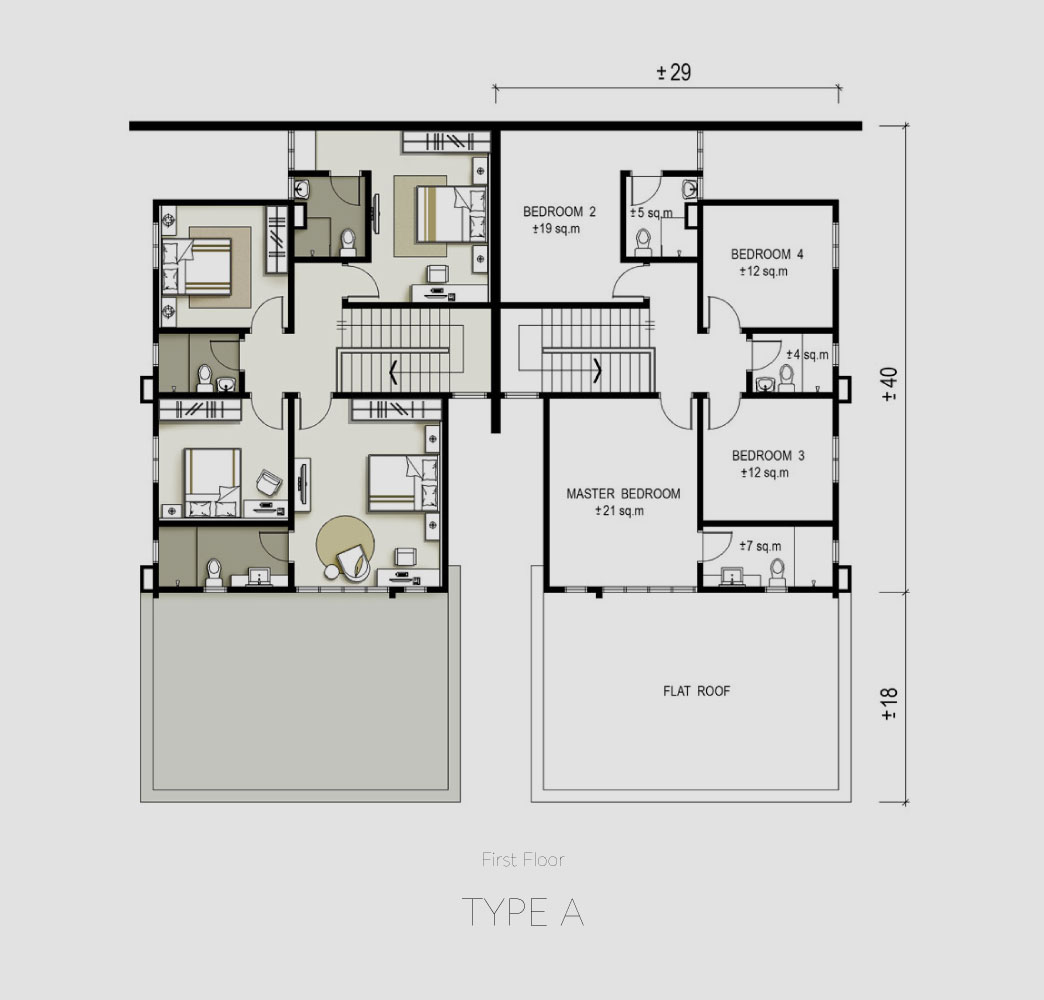 ±29
BEDROOM 2
±19 sq.m
±5 sq.m
BEDROOM 4
±12 sq.m
±4 sq.m
±40
BEDROOM 3
±12 sq.m
MASTER BEDROOM
±21 sq.m
±7 sq.m
FLAT ROOF
±18
First Floor
TYPE A